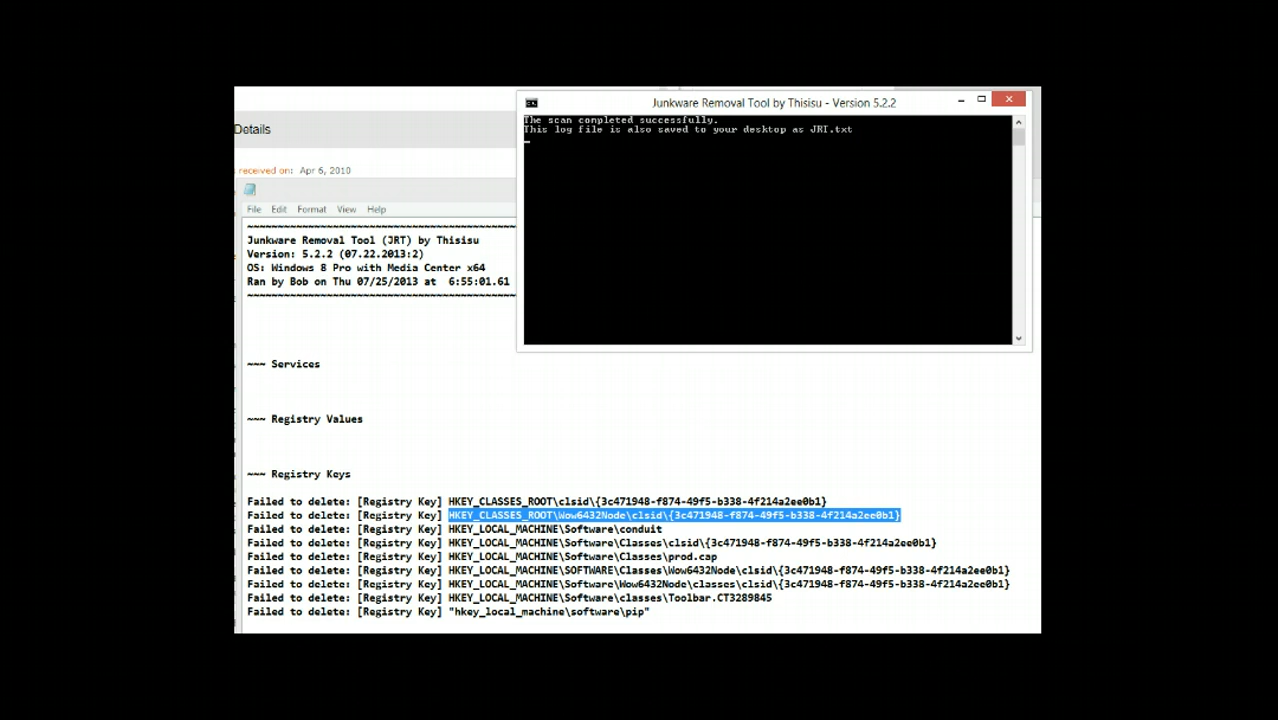 Junkware Removal Tool by Thisisu - Version 5.2.2
The scan completed successfully.
This log file is also saved to your desktop as JRT.txt
Details
received on: Apr 6, 2010
File Edit Format View Help
~~~~~~~~~~~~~~~~~~~~~~~~~~~~~~~~~~~~~~~~~~~~
Junkware Removal Tool (JRT) by Thisisu
Version: 5.2.2 (07.22.2013:2)
OS: Windows 8 Pro with Media Center x64
Ran by Bob on Thu 07/25/2013 at  6:55:01.61
~~~~~~~~~~~~~~~~~~~~~~~~~~~~~~~~~~~~~~~~~~~~
~~~ Services
~~~ Registry Values
~~~ Registry Keys
Failed to delete: [Registry Key] HKEY_CLASSES_ROOT\clsid\{3c471948-f874-49f5-b338-4f214a2ee0b1}
Failed to delete: [Registry Key] HKEY_CLASSES_ROOT\Wow6432Node\clsid\{3c471948-f874-49f5-b338-4f214a2ee0b1}
Failed to delete: [Registry Key] HKEY_LOCAL_MACHINE\Software\conduit
Failed to delete: [Registry Key] HKEY_LOCAL_MACHINE\Software\Classes\clsid\{3c471948-f874-49f5-b338-4f214a2ee0b1}
Failed to delete: [Registry Key] HKEY_LOCAL_MACHINE\Software\Classes\prod.cap
Failed to delete: [Registry Key] HKEY_LOCAL_MACHINE\SOFTWARE\Classes\Wow6432Node\clsid\{3c471948-f874-49f5-b338-4f214a2ee0b1}
Failed to delete: [Registry Key] HKEY_LOCAL_MACHINE\Software\Wow6432Node\classes\clsid\{3c471948-f874-49f5-b338-4f214a2ee0b1}
Failed to delete: [Registry Key] HKEY_LOCAL_MACHINE\Software\classes\Toolbar.CT3289845
Failed to delete: [Registry Key] "hkey_local_machine\software\pip"